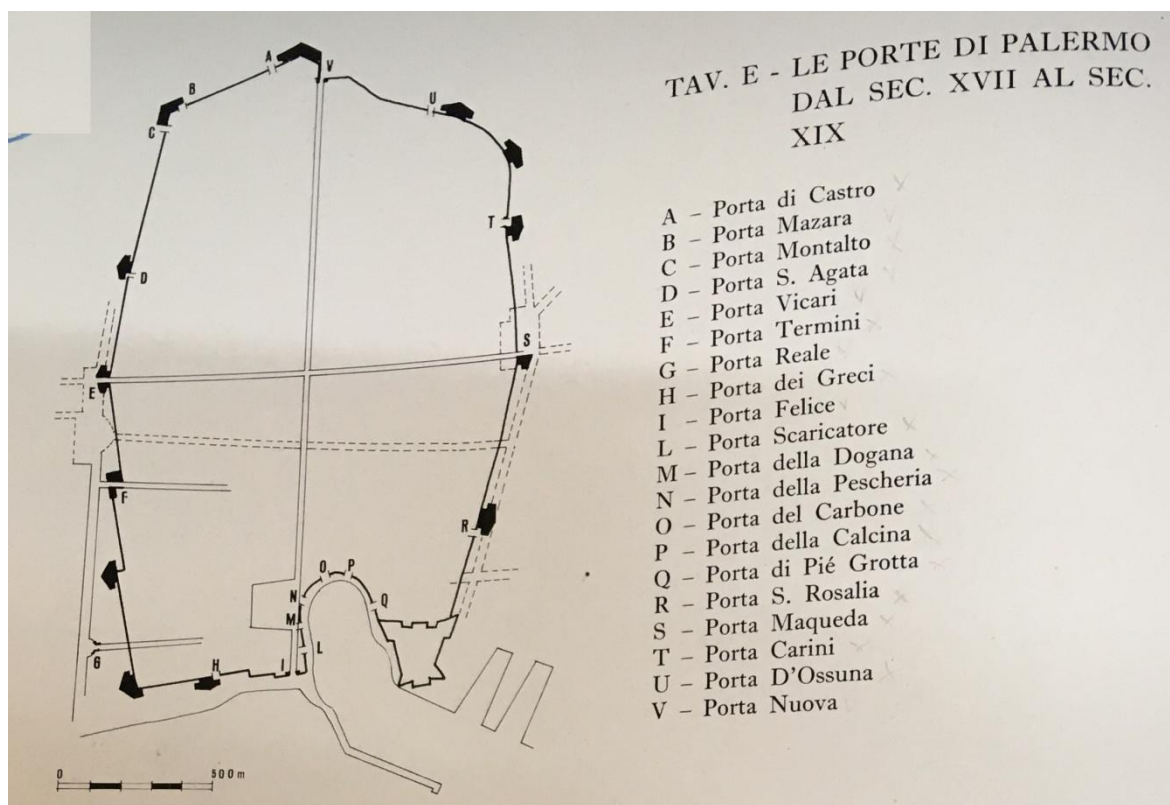 TAV. E - LE PORTE DI PALERMO
DAL SEC. XVII AL SEC.
XIX
A – Porta di Castro
B – Porta Mazara
C – Porta Montalto
D – Porta S. Agata
E – Porta Vicari
F – Porta Termini
G – Porta Reale
H – Porta dei Greci
I – Porta Felice
L – Porta Scaricatore
M – Porta della Dogana
N – Porta della Pescheria
O – Porta del Carbone
P – Porta della Calcina
Q – Porta di Pié Grotta
R – Porta S. Rosalia
S – Porta Maqueda
T – Porta Carini
U – Porta D'Ossuna
V – Porta Nuova
A
V
B
U
C
T
D
S
E
F
R
O P
N
Q
M
L
G
H
I
0 500 m